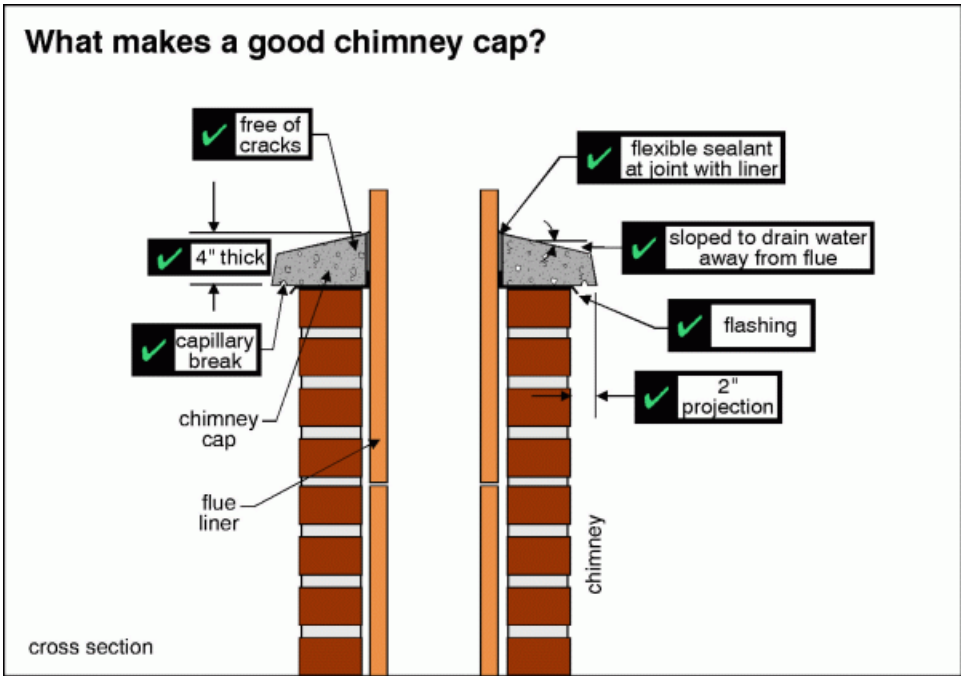 What makes a good chimney cap?
free of
cracks
flexible sealant
at joint with liner
4" thick
sloped to drain water
away from flue
capillary
break
flashing
2"
projection
chimney
cap
flue
liner
chimney
cross section